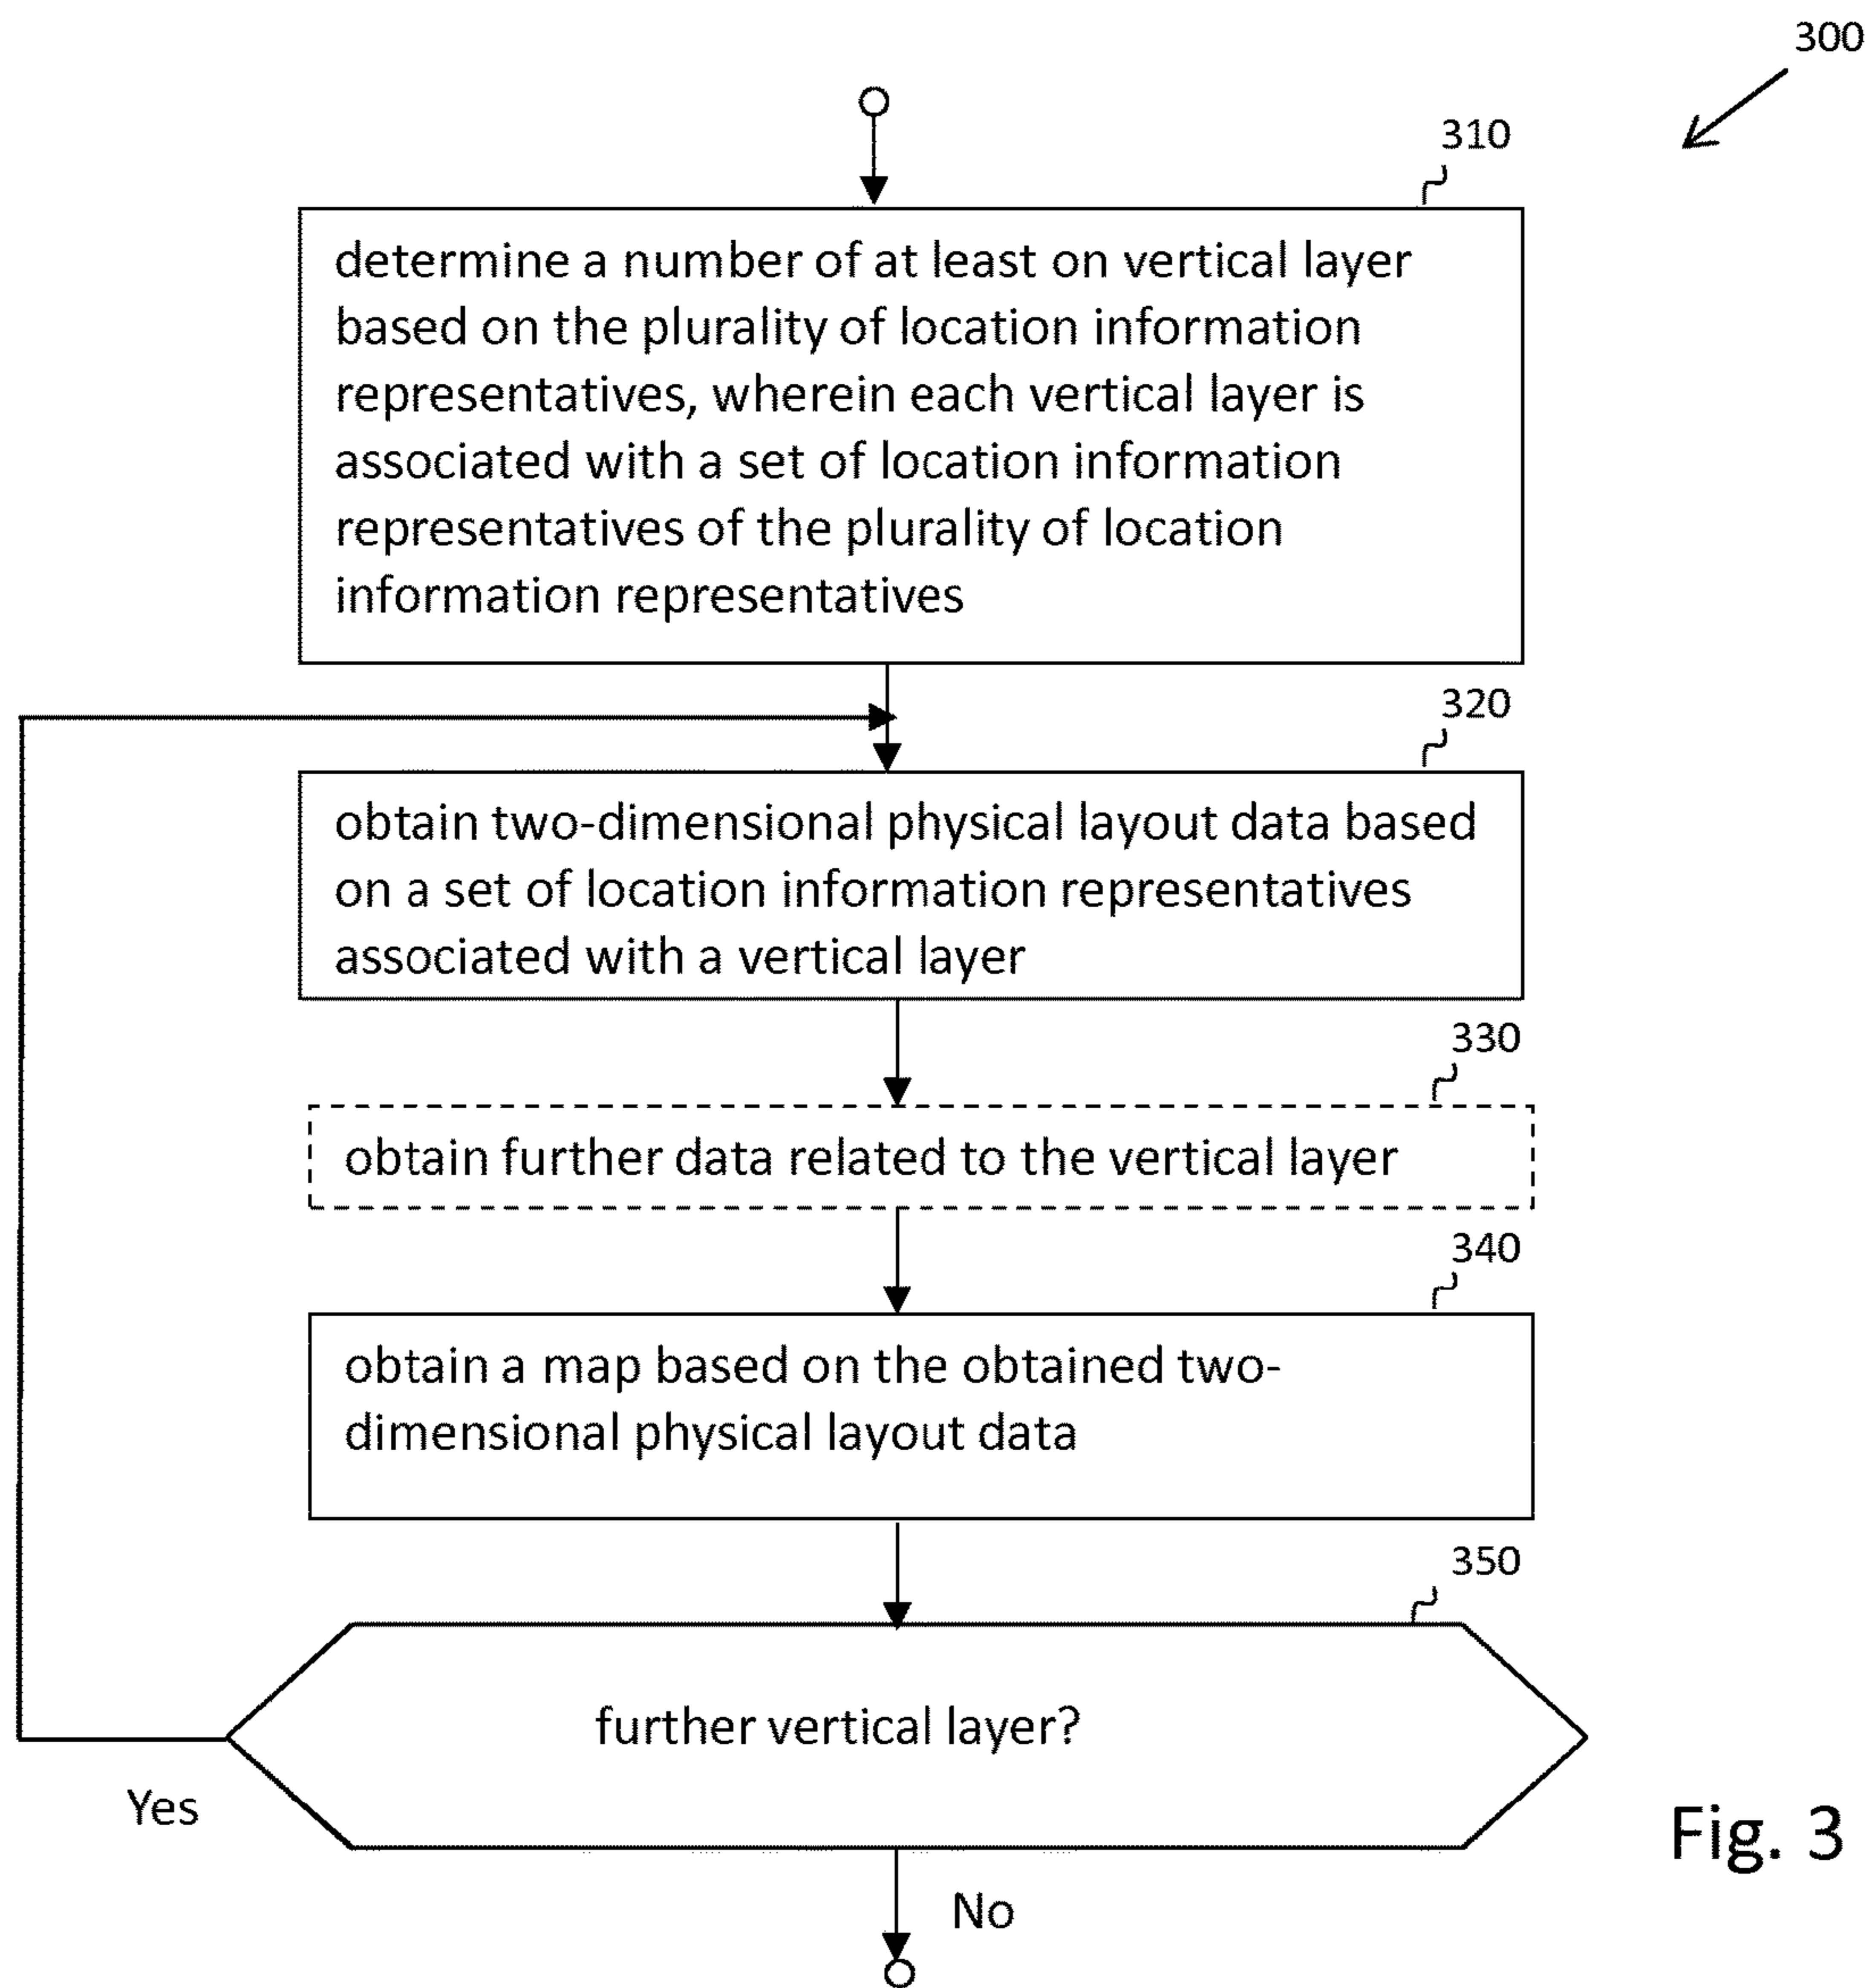 300
310
determine a number of at least on vertical layer
based on the plurality of location information
representatives, wherein each vertical layer is
associated with a set of location information
representatives of the plurality of location
information representatives
320
obtain two-dimensional physical layout data based
on a set of location information representatives
associated with a vertical layer
330
obtain further data related to the vertical layer
340
obtain a map based on the obtained two-
dimensional physical layout data
350
further vertical layer?
Yes
Fig. 3
No